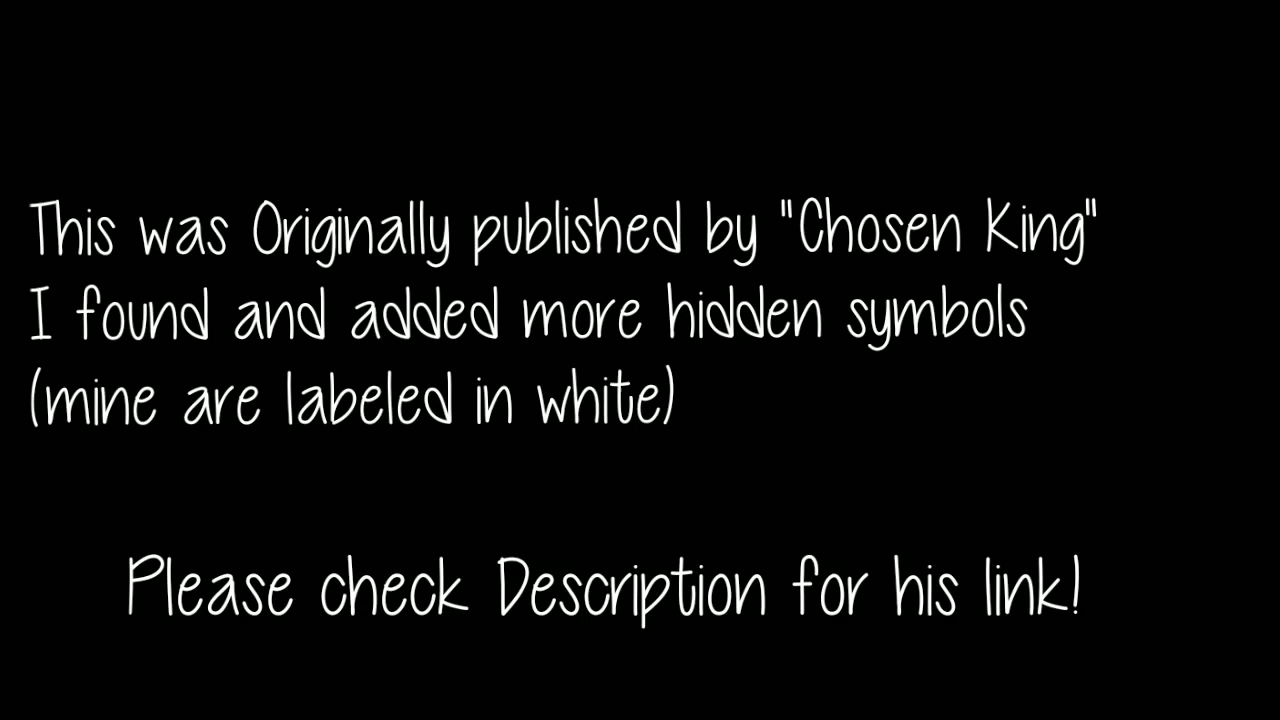 This was Originally published by "Chosen King"
I found and added more hidden symbols
(mine are labeled in white)
Please check Description for his link!